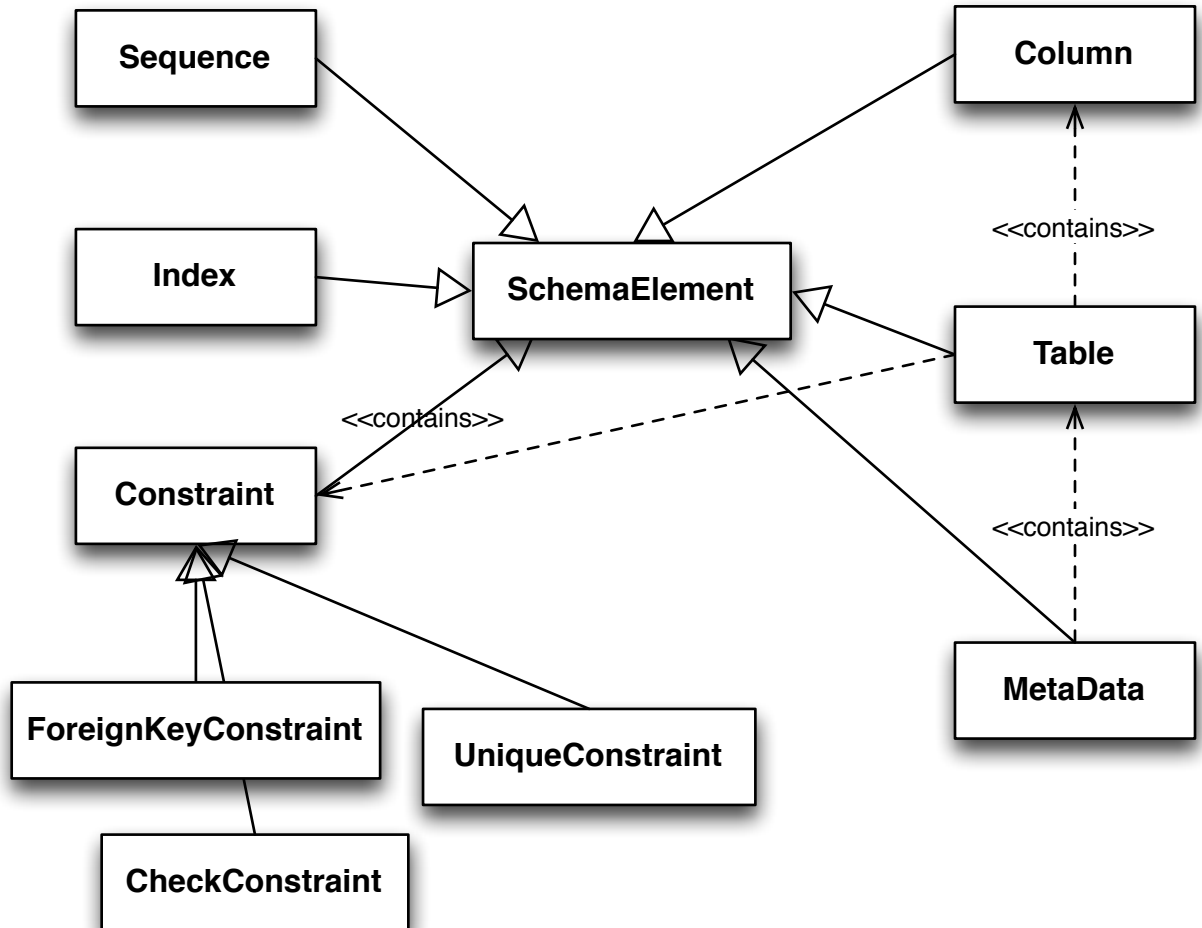 Sequence
Column
<<contains>>
Index
SchemaElement
Table
<<contains>>
Constraint
<<contains>>
MetaData
ForeignKeyConstraint
UniqueConstraint
CheckConstraint